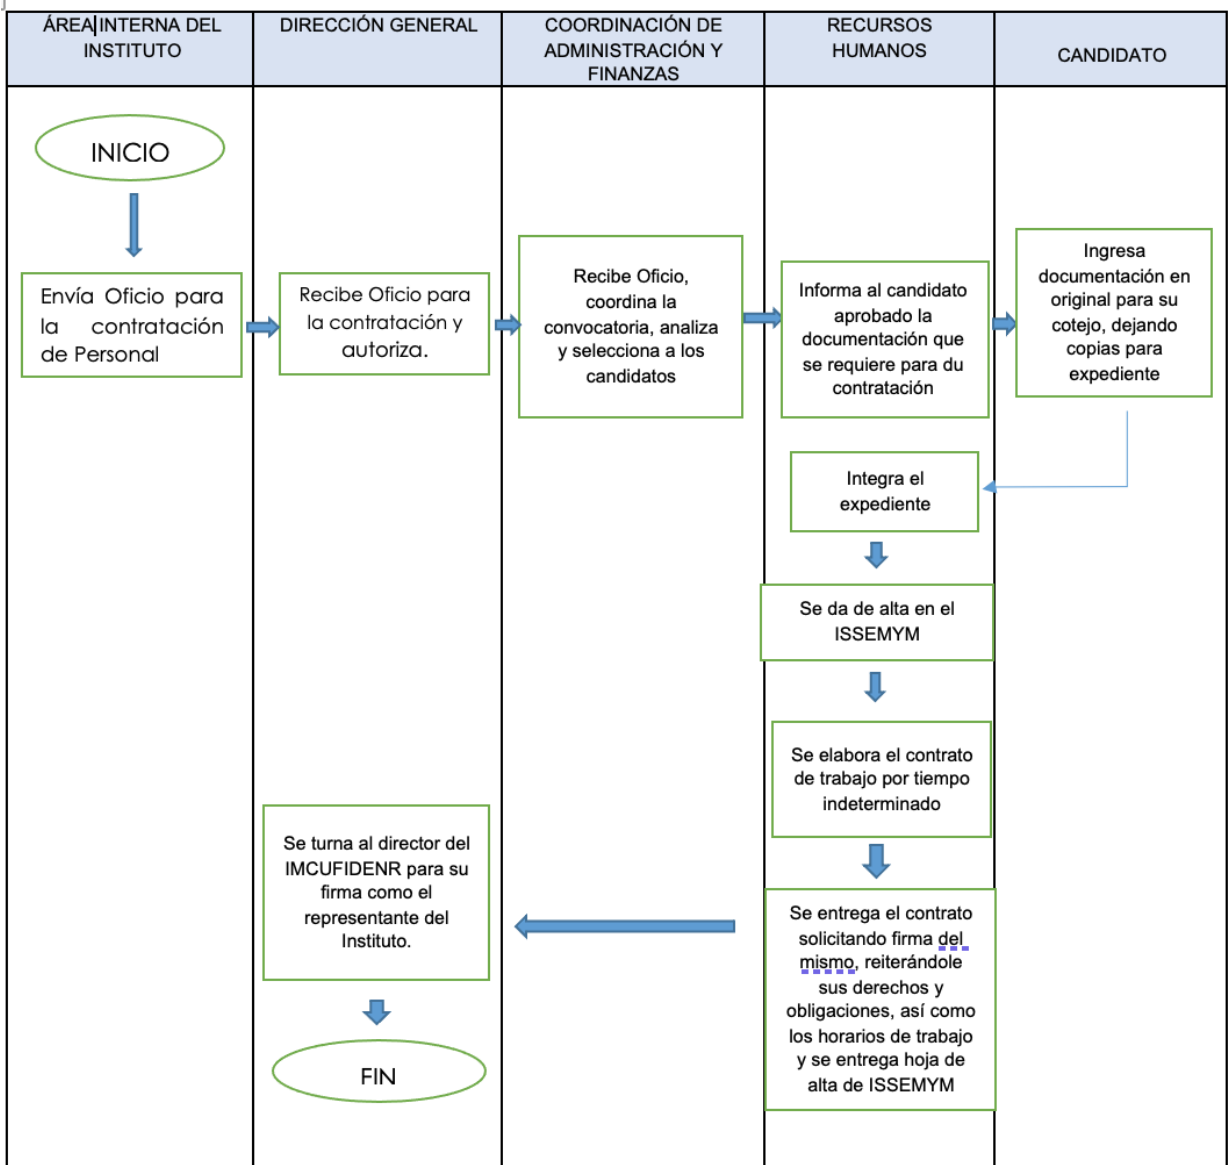 ÁREA INTERNA DEL
INSTITUTO
DIRECCIÓN GENERAL
COORDINACIÓN DE
ADMINISTRACIÓN Y
FINANZAS
RECURSOS
HUMANOS
CANDIDATO
INICIO
Envía Oficio para
la contratación
de Personal
Recibe Oficio para
la contratación y
autoriza.
Recibe Oficio,
coordina la
convocatoria, analiza
y selecciona a los
candidatos
Informa al candidato
aprobado la
documentación que
se requiere para du
contratación
Ingresa
documentación en
original para su
cotejo, dejando
copias para
expediente
Integra el
expediente
Se da de alta en el
ISSEMYM
Se elabora el contrato
de trabajo por tiempo
indeterminado
Se entrega el contrato
solicitando firma del
mismo, reiterándole
sus derechos y
obligaciones, así como
los horarios de trabajo
y se entrega hoja de
alta de ISSEMYM
Se turna al director del
IMCUFIDENR para su
firma como el
representante del
Instituto.
FIN